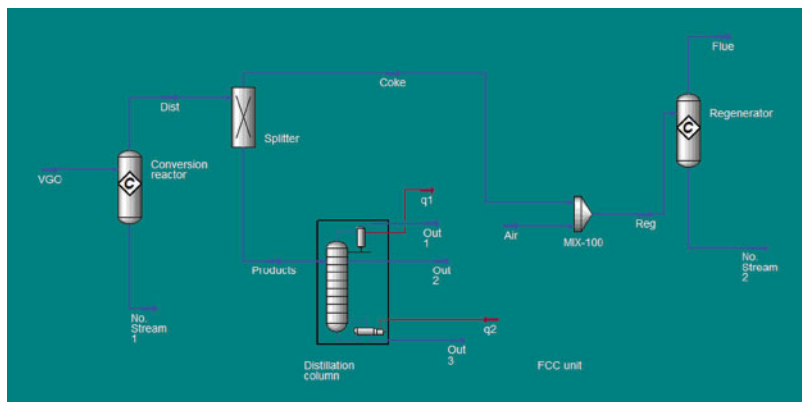 Flue
Coke
Dist
Regenerator
Splitter
Conversion
reactor
VGO
q1
Out
1
Air
Reg
MIX-100
Products
Out
2
No.
Stream
2
No.
Stream
1
q2
Out
3
Distillation
column
FCC unit
C
C